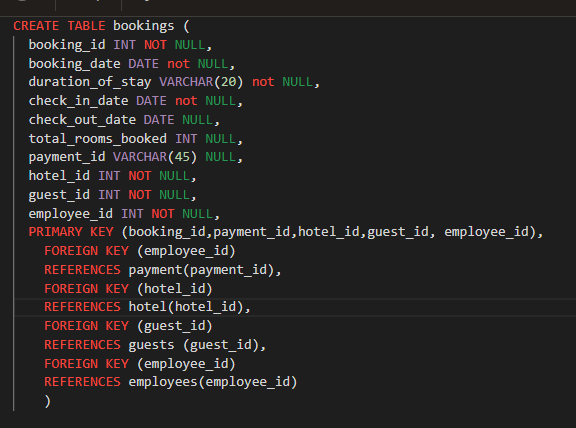 CREATE TABLE bookings (
booking_id INT NOT NULL,
booking_date DATE not NULL,
duration_of_stay VARCHAR(20) not NULL,
check_in_date DATE not NULL,
check_out_date DATE NULL,
total_rooms_booked INT NULL,
payment_id VARCHAR(45) NULL,
hotel_id INT NOT NULL,
guest_id INT NOT NULL,
employee_id INT NOT NULL,
PRIMARY KEY (booking_id,payment_id,hotel_id,guest_id, employee_id),
FOREIGN KEY (employee_id)
REFERENCES payment(payment_id),
FOREIGN KEY (hotel_id)
REFERENCES hotel(hotel_id),
FOREIGN KEY (guest_id)
REFERENCES guests (guest_id),
FOREIGN KEY (employee_id)
REFERENCES employees(employee_id)
)